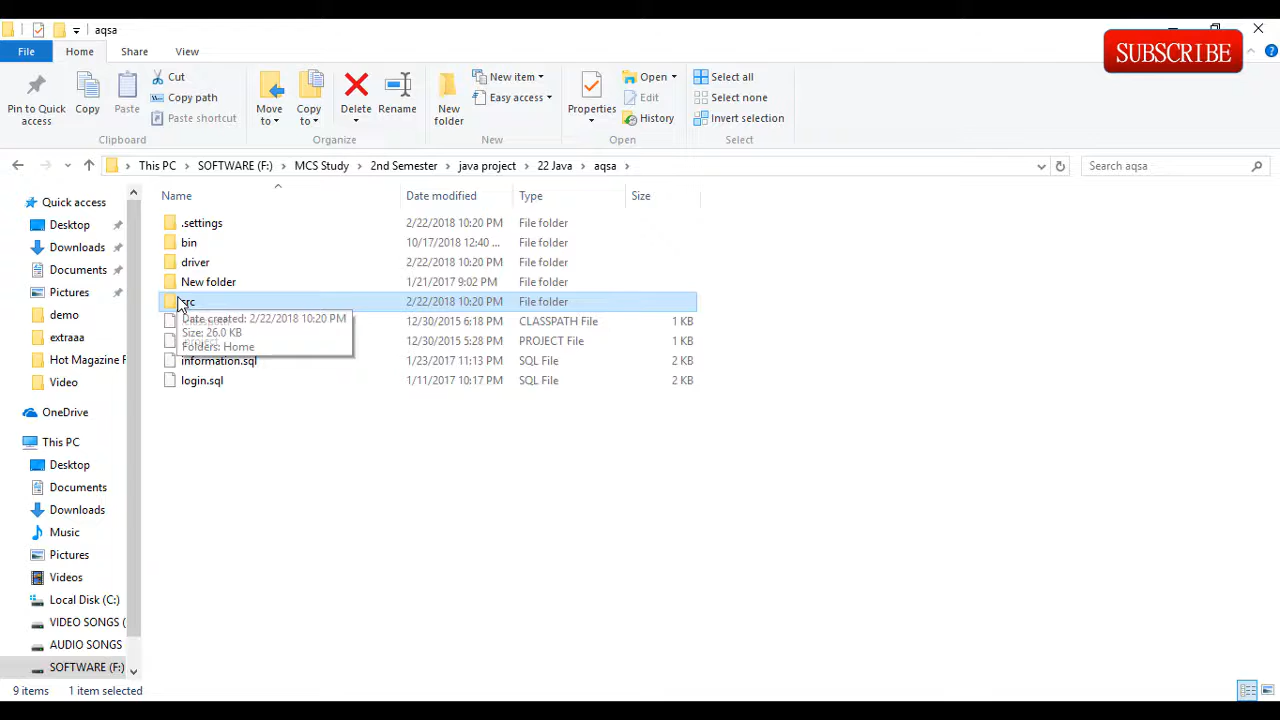 aqsa
SUBSCRIBE
File Home Share View
Pin to Quick access
Copy
Paste
Cut
Copy path
Paste shortcut
Clipboard
Move to
Copy to
Delete
Rename
Organize
New folder
New item
Easy access
New
Properties
Open
Edit
History
Open
Select all
Select none
Invert selection
Select
This PC > SOFTWARE (F:) > MCS Study > 2nd Semester > java project > 22 Java > aqsa >
Search aqsa
Quick access
Desktop
Downloads
Documents
Pictures
demo
extraaa
Hot Magazine F
Video
OneDrive
This PC
Desktop
Documents
Downloads
Music
Pictures
Videos
Local Disk (C:)
VIDEO SONGS (
AUDIO SONGS
SOFTWARE (F:)
Name Date modified Type Size
.settings 2/22/2018 10:20 PM File folder
bin 10/17/2018 12:40 ... File folder
driver 2/22/2018 10:20 PM File folder
New folder 1/21/2017 9:02 PM File folder
2/22/2018 10:20 PM File folder
12/30/2015 6:18 PM CLASSPATH File 1 KB
12/30/2015 6:18 PM PROJECT File 1 KB
information.sql 1/23/2017 11:13 PM SQL File 2 KB
login.sql 1/11/2017 10:17 PM SQL File 2 KB
Date created: 2/22/2018 10:20 PM
Size: 26.0 KB
Folders: Home
9 items 1 item selected